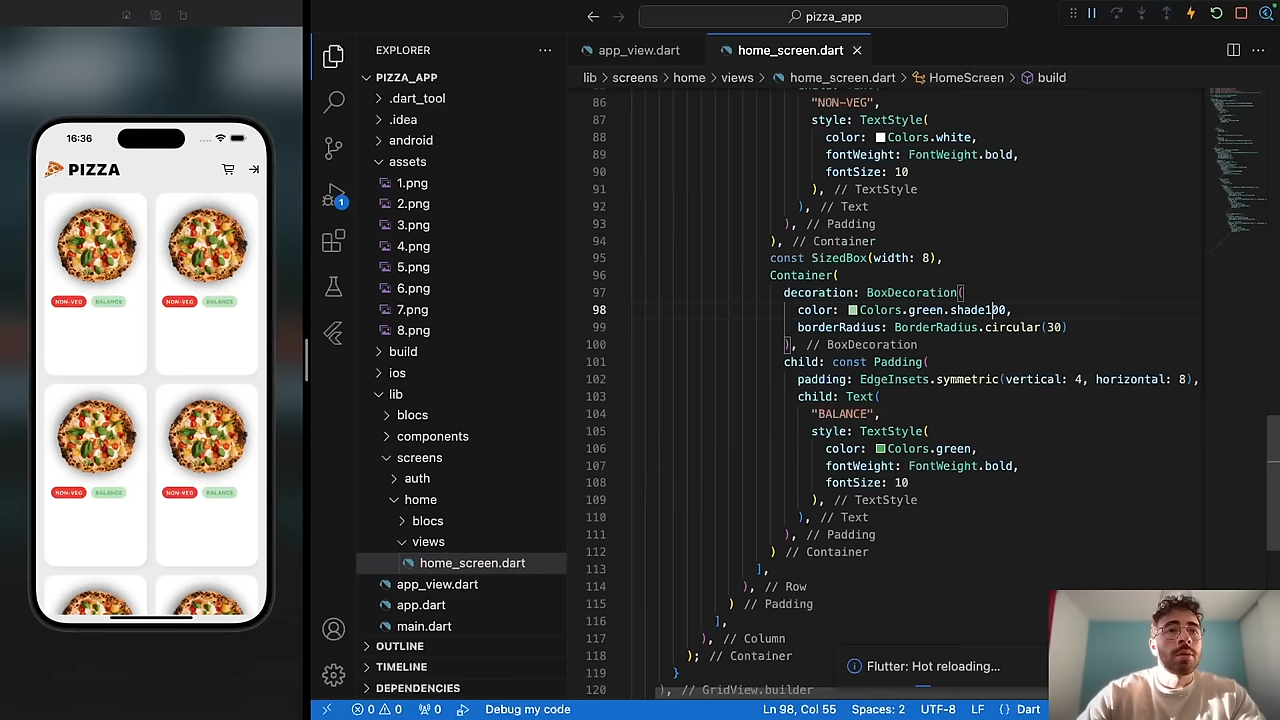 pizza_app
16:36
PIZZA
NON-VEG BALANCE NON-VEG BALANCE
NON-VEG BALANCE NON-VEG BALANCE
EXPLORER
PIZZA_APP
.dart_tool
.idea
android
assets
1.png
2.png
3.png
4.png
5.png
6.png
7.png
8.png
build
ios
lib
blocs
components
screens
auth
home
blocs
views
home_screen.dart
app_view.dart
app.dart
main.dart
OUTLINE
TIMELINE
DEPENDENCIES
1
app_view.dart home_screen.dart
lib > screens > home > views > home_screen.dart > HomeScreen > build
86 "NON-VEG",
87 style: TextStyle(
88 color: Colors.white,
89 fontWeight: FontWeight.bold,
90 fontSize: 10
91 ), // TextStyle
92 ), // Text
93 ), // Padding
94 ), // Container
95 const SizedBox(width: 8),
96 Container(
97 decoration: BoxDecoration(
98 color: Colors.green.shade100,
99 borderRadius: BorderRadius.circular(30)
100 ), // BoxDecoration
101 child: const Padding(
102 padding: EdgeInsets.symmetric(vertical: 4, horizontal: 8),
103 child: Text(
104 "BALANCE",
105 style: TextStyle(
106 color: Colors.green,
107 fontWeight: FontWeight.bold,
108 fontSize: 10
109 ), // TextStyle
110 ), // Text
111 ), // Padding
112 ) // Container
113 ],
114 ), // Row
115 ) // Padding
116 ],
117 ), // Column
118 ); // Container
119 }
120 ), // GridView.builder
Flutter: Hot reloading...
0 0 0 Debug my code Ln 98, Col 55 Spaces: 2 UTF-8 LF {} Dart